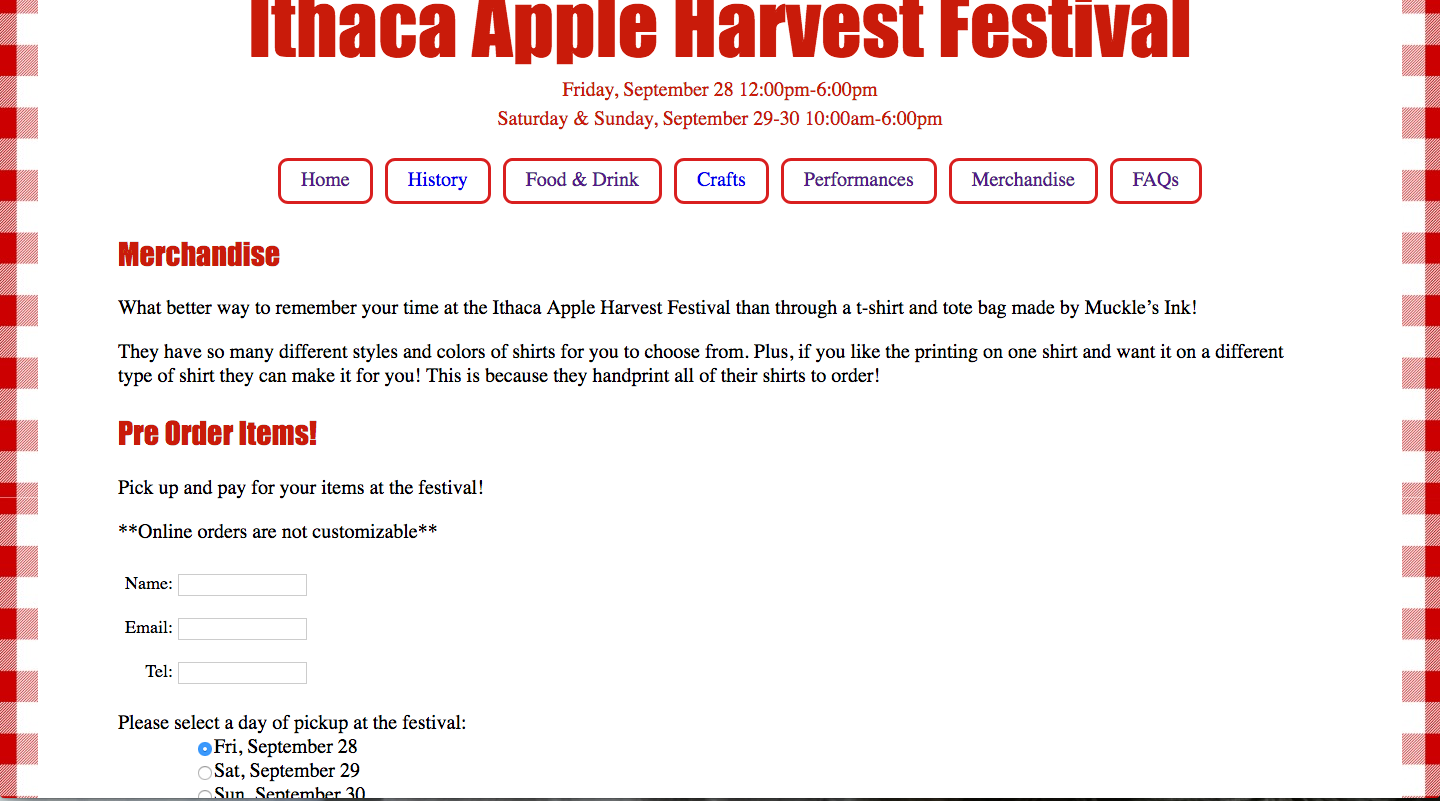 Ithaca Apple Harvest Festival
Friday, September 28 12:00pm-6:00pm
Saturday & Sunday, September 29-30 10:00am-6:00pm
Home History Food & Drink Crafts Performances Merchandise FAQs
Merchandise
What better way to remember your time at the Ithaca Apple Harvest Festival than through a t-shirt and tote bag made by Muckle’s Ink!
They have so many different styles and colors of shirts for you to choose from. Plus, if you like the printing on one shirt and want it on a different
type of shirt they can make it for you! This is because they handprint all of their shirts to order!
Pre Order Items!
Pick up and pay for your items at the festival!
**Online orders are not customizable**
Name:
Email:
Tel:
Please select a day of pickup at the festival:
Fri, September 28
Sat, September 29
Sun, September 30